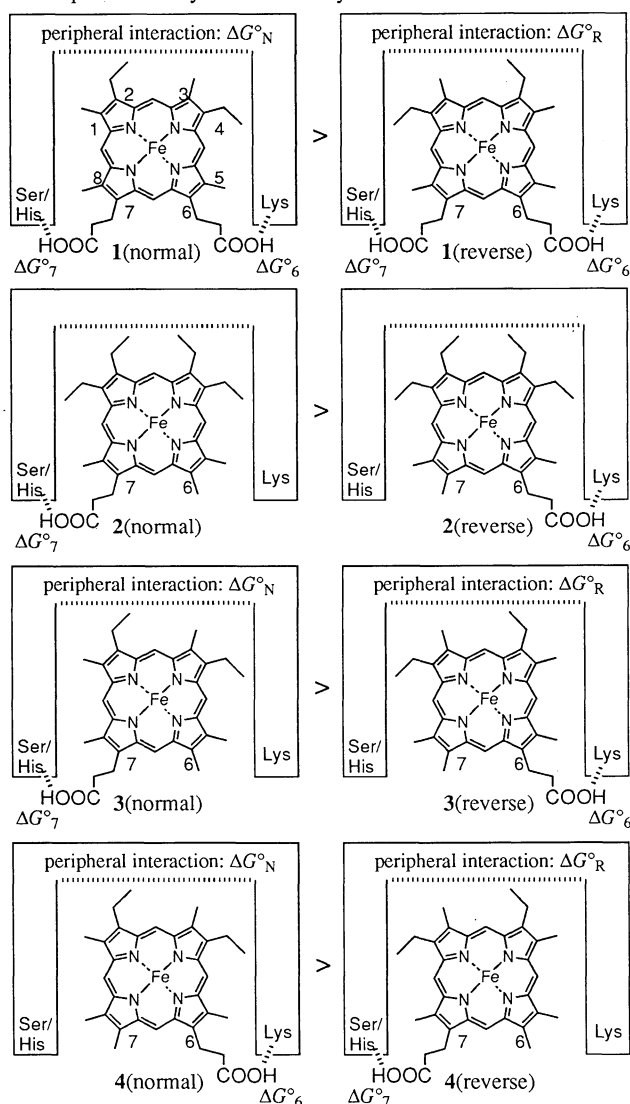 peripheral interaction: ΔG°N peripheral interaction: ΔG°R
2 3
1 4
N N N N
Fe > Fe
N N N N
8 5
Ser/ Lys Ser/ Lys
His 7 6 His 7 6
HOOC COOH HOOC COOH
1(normal) 1(reverse)
ΔG°7 ΔG°6 ΔG°7 ΔG°6
N N N N
Fe > Fe
N N N N
Ser/ Lys Ser/ Lys
His 7 6 His 7 6
HOOC 2(normal) 2(reverse) COOH
ΔG°7 ΔG°6
peripheral interaction: ΔG°N peripheral interaction: ΔG°R
N N N N
Fe > Fe
N N N N
Ser/ Lys Ser/ Lys
His 7 6 His 7 6
HOOC 3(normal) 3(reverse) COOH
ΔG°7 ΔG°6
peripheral interaction: ΔG°N peripheral interaction: ΔG°R
N N N N
Fe > Fe
N N N N
Ser/ Lys Ser/ Lys
His 7 6 His 7 6
4(normal) COOH HOOC 4(reverse)
ΔG°6 ΔG°7